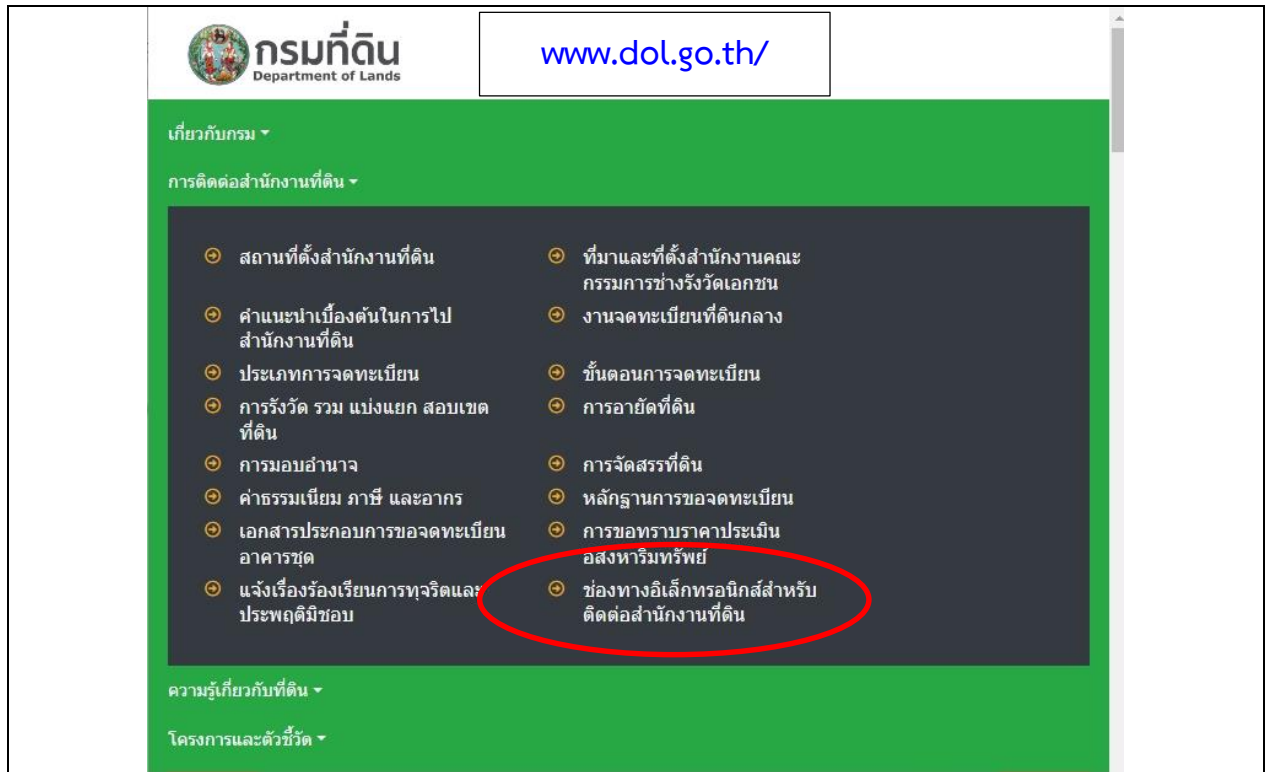 กรมที่ดิน
Department of Lands
www.dol.go.th/
เกี่ยวกับกรม
การติดต่อสำนักงานที่ดิน
สถานที่ตั้งสำนักงานที่ดิน
ที่มาและที่ตั้งสำนักงานคณะ
กรรมการช่างรังวัดเอกชน
คำแนะนำเบื้องต้นในการไป
สำนักงานที่ดิน
งานจดทะเบียนที่ดินกลาง
ประเภทการจดทะเบียน
ขั้นตอนการจดทะเบียน
การรังวัด รวม แบ่งแยก สอบเขต
ที่ดิน
การอายัดที่ดิน
การมอบอำนาจ
การจัดสรรที่ดิน
ค่าธรรมเนียม ภาษี และอากร
หลักฐานการขอจดทะเบียน
เอกสารประกอบการขอจดทะเบียน
อาคารชุด
การขอทราบราคาประเมิน
อสังหาริมทรัพย์
แจ้งเรื่องร้องเรียนการทุจริตและ
ประพฤติมิชอบ
ช่องทางอิเล็กทรอนิกส์สำหรับ
ติดต่อสำนักงานที่ดิน
ความรู้เกี่ยวกับที่ดิน
โครงการและตัวชี้วัด